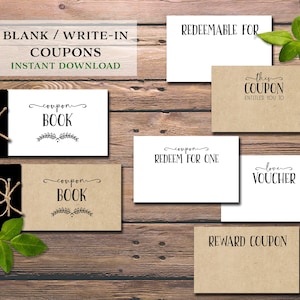 BLANK / WRITE-IN
COUPONS
INSTANT DOWNLOAD
REDEEMABLE FOR
this
COUPON
ENTITLES YOU TO
coupon
BOOK
coupon
REDEEM FOR ONE
coupon
BOOK
love
VOUCHER
REWARD COUPON